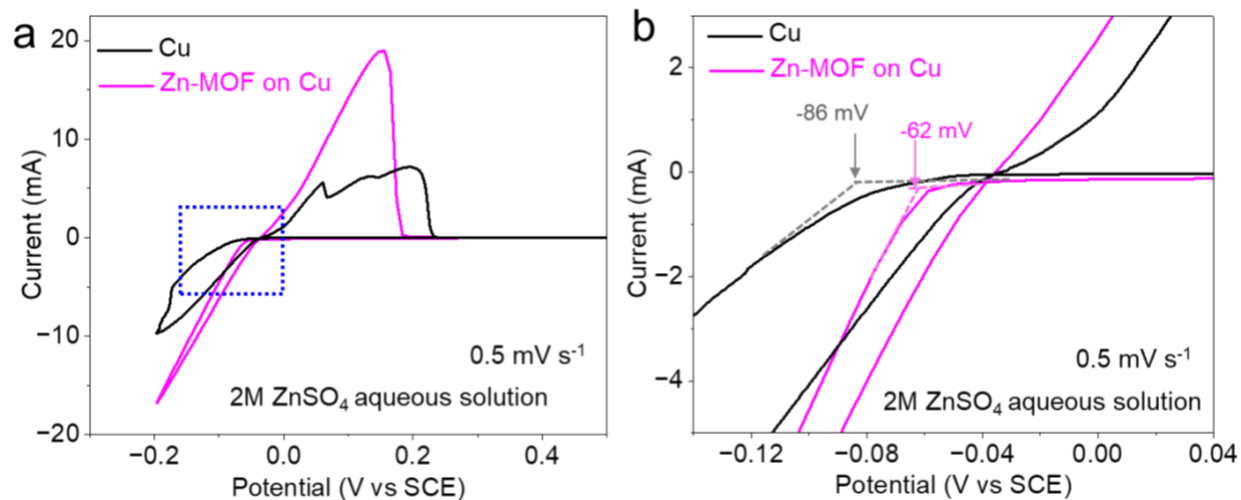 a
20
10
0
−10
−20
Current (mA)
Cu
Zn-MOF on Cu
0.5 mV s⁻¹
2M ZnSO₄ aqueous solution
−0.2 0.0 0.2 0.4
Potential (V vs SCE)
b
2
0
−2
−4
Current (mA)
Cu
Zn-MOF on Cu
-86 mV
-62 mV
0.5 mV s⁻¹
2M ZnSO₄ aqueous solution
−0.12 −0.08 −0.04 0.00 0.04
Potential (V vs SCE)